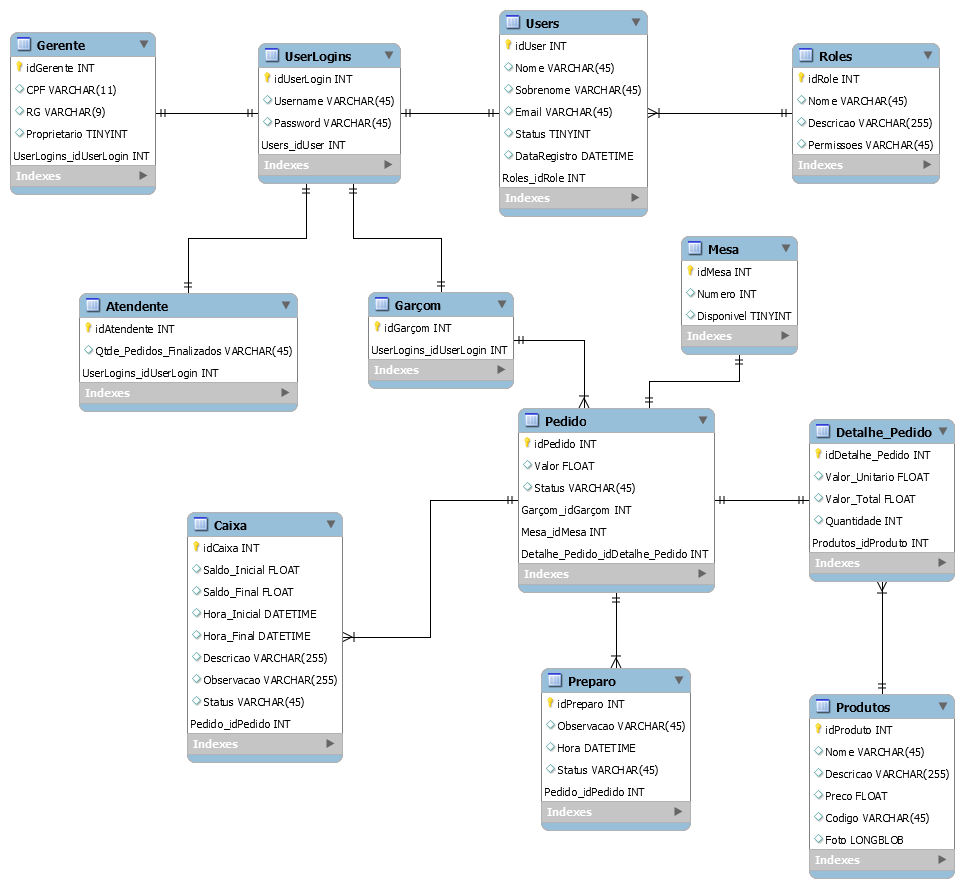 Gerente
idGerente INT
CPF VARCHAR(11)
RG VARCHAR(9)
Proprietario TINYINT
UserLogins_idUserLogin INT
Indexes
UserLogins
idUserLogin INT
Username VARCHAR(45)
Password VARCHAR(45)
Users_idUser INT
Indexes
Users
idUser INT
Nome VARCHAR(45)
Sobrenome VARCHAR(45)
Email VARCHAR(45)
Status TINYINT
DataRegistro DATETIME
Roles_idRole INT
Indexes
Roles
idRole INT
Nome VARCHAR(45)
Descricao VARCHAR(255)
Permissoes VARCHAR(45)
Indexes
Atendente
idAtendente INT
Qtde_Pedidos_Finalizados VARCHAR(45)
UserLogins_idUserLogin INT
Indexes
Garçom
idGarçom INT
UserLogins_idUserLogin INT
Indexes
Mesa
idMesa INT
Numero INT
Disponivel TINYINT
Indexes
Pedido
idPedido INT
Valor FLOAT
Status VARCHAR(45)
Garçom_idGarçom INT
Mesa_idMesa INT
Detalhe_Pedido_idDetalhe_Pedido INT
Indexes
Detalhe_Pedido
idDetalhe_Pedido INT
Valor_Unitario FLOAT
Valor_Total FLOAT
Quantidade INT
Produtos_idProduto INT
Indexes
Caixa
idCaixa INT
Saldo_Inicial FLOAT
Saldo_Final FLOAT
Hora_Inicial DATETIME
Hora_Final DATETIME
Descricao VARCHAR(255)
Observacao VARCHAR(255)
Status VARCHAR(45)
Pedido_idPedido INT
Indexes
Preparo
idPreparo INT
Observacao VARCHAR(45)
Hora DATETIME
Status VARCHAR(45)
Pedido_idPedido INT
Indexes
Produtos
idProduto INT
Nome VARCHAR(45)
Descricao VARCHAR(255)
Preco FLOAT
Codigo VARCHAR(45)
Foto LONGBLOB
Indexes